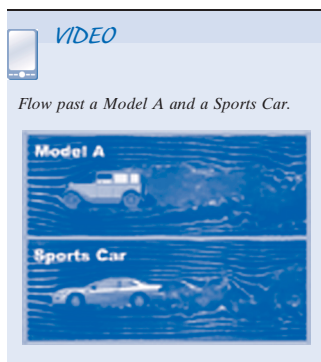 VIDEO
Flow past a Model A and a Sports Car.
Model A
Sports Car